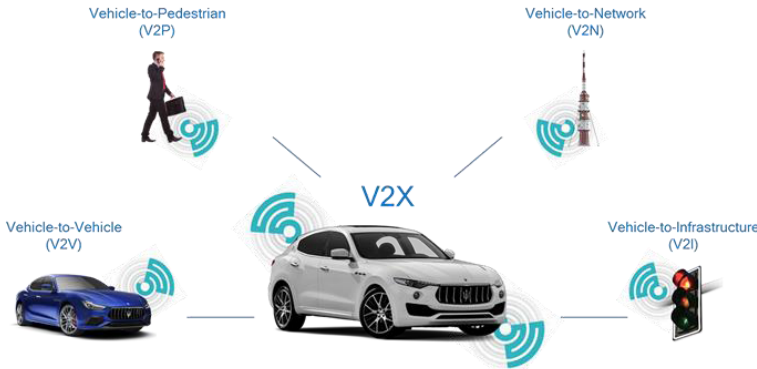 Vehicle-to-Pedestrian
(V2P)
Vehicle-to-Network
(V2N)
V2X
Vehicle-to-Vehicle
(V2V)
Vehicle-to-Infrastructure
(V2I)